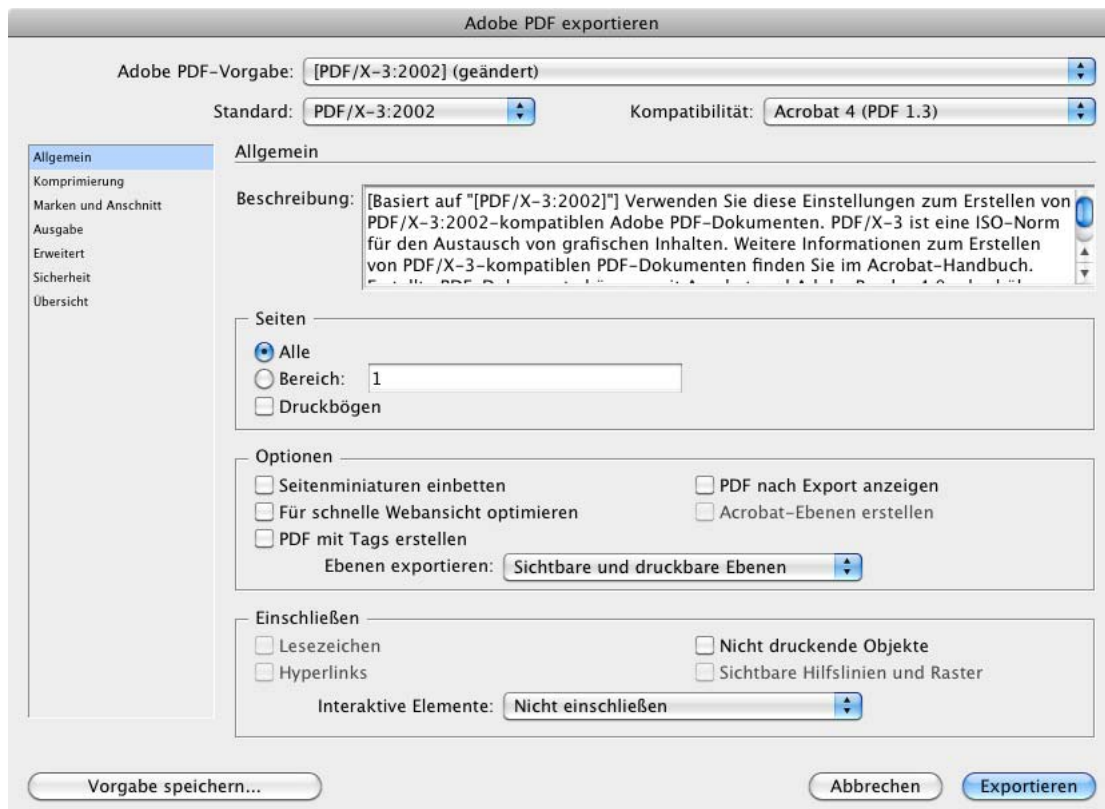 Adobe PDF exportieren
Adobe PDF-Vorgabe: [PDF/X-3:2002] (geändert)
Standard: PDF/X-3:2002 Kompatibilität: Acrobat 4 (PDF 1.3)
Allgemein
Komprimierung
Marken und Anschnitt
Ausgabe
Erweitert
Sicherheit
Übersicht
Allgemein
Beschreibung: [Basiert auf "[PDF/X-3:2002]"] Verwenden Sie diese Einstellungen zum Erstellen von
PDF/X-3:2002-kompatiblen Adobe PDF-Dokumenten. PDF/X-3 ist eine ISO-Norm
für den Austausch von grafischen Inhalten. Weitere Informationen zum Erstellen
von PDF/X-3-kompatiblen PDF-Dokumenten finden Sie im Acrobat-Handbuch.
Seiten
Alle
Bereich: 1
Druckbögen
Optionen
Seitenminiaturen einbetten PDF nach Export anzeigen
Für schnelle Webansicht optimieren Acrobat-Ebenen erstellen
PDF mit Tags erstellen
Ebenen exportieren: Sichtbare und druckbare Ebenen
Einschließen
Lesezeichen Nicht druckende Objekte
Hyperlinks Sichtbare Hilfslinien und Raster
Interaktive Elemente: Nicht einschließen
Vorgabe speichern... Abbrechen Exportieren